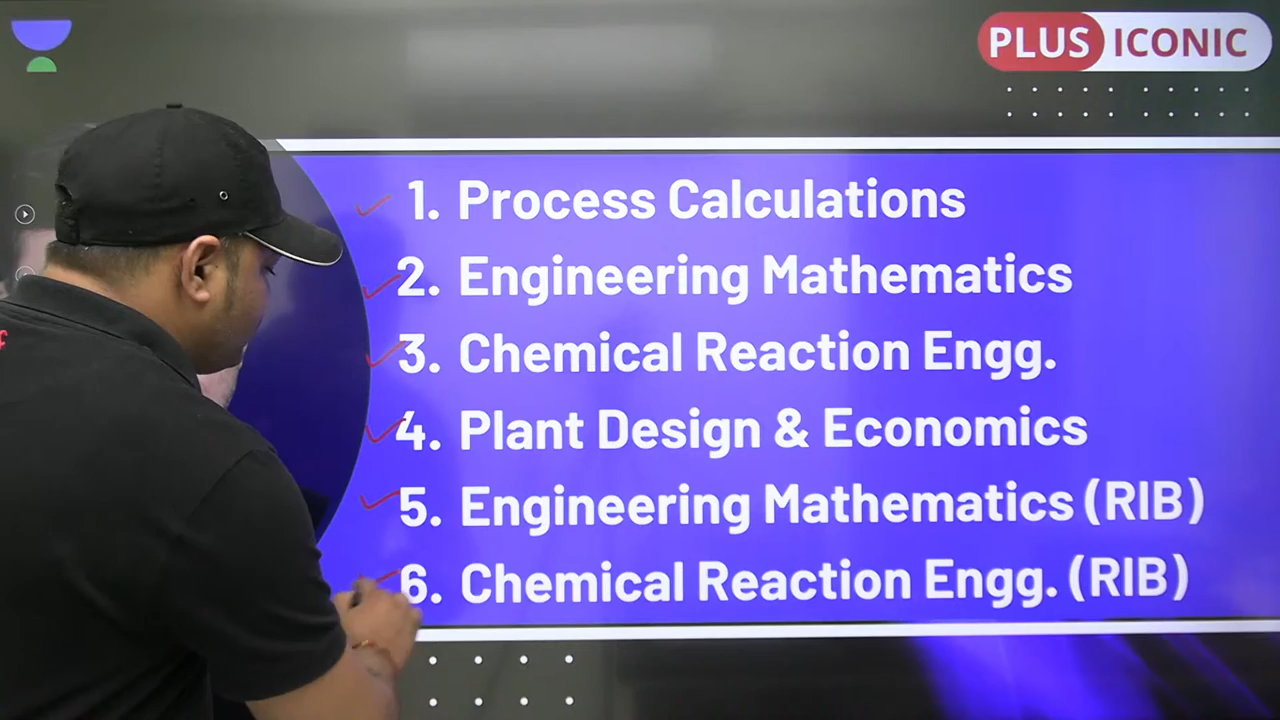 PLUS ICONIC
1. Process Calculations
2. Engineering Mathematics
3. Chemical Reaction Engg.
4. Plant Design & Economics
5. Engineering Mathematics (RIB)
6. Chemical Reaction Engg. (RIB)